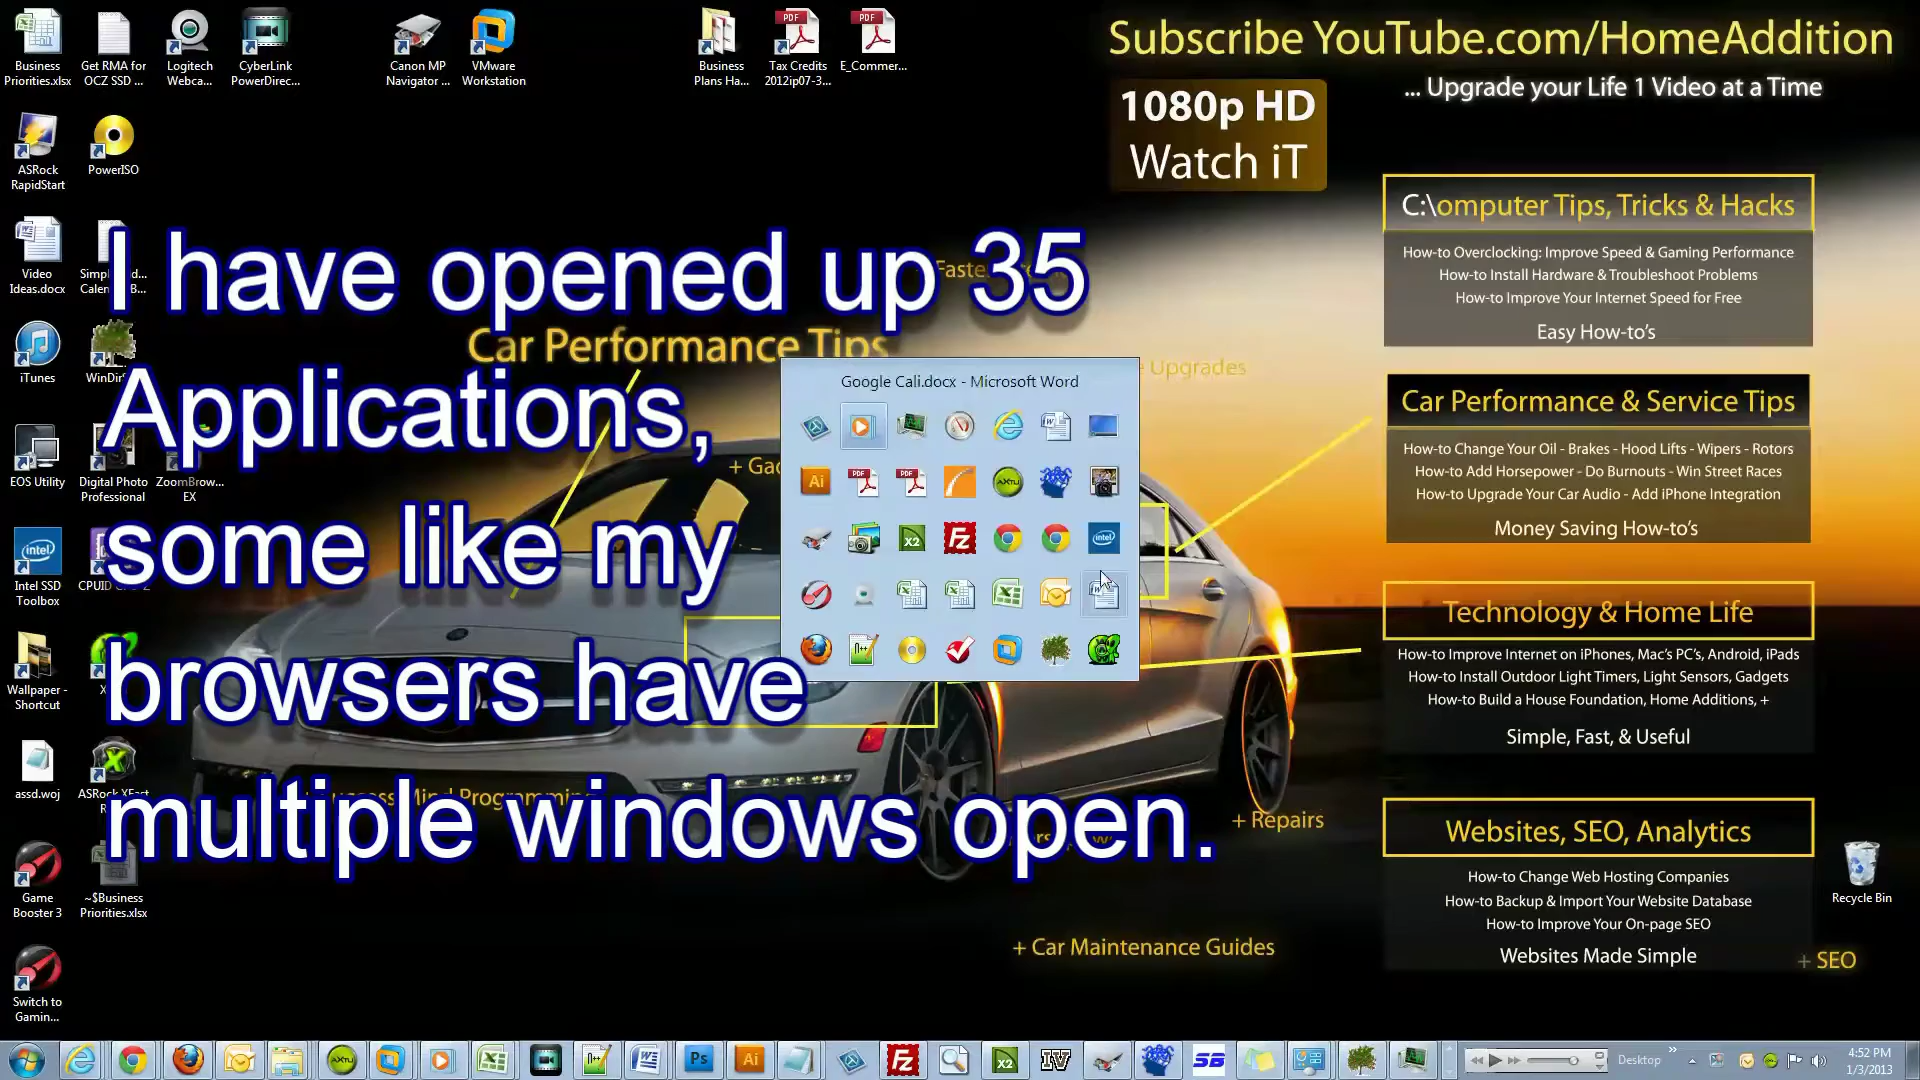 Business
Priorities.xlsx
Get RMA for
OCZ SSD ...
Logitech
Webca...
CyberLink
PowerDirec...
Canon MP
Navigator ...
VMware
Workstation
Business
Plans Ha...
Tax Credits
2012ip07-3...
E_Commer...
Subscribe YouTube.com/HomeAddition
... Upgrade your Life 1 Video at a Time
1080p HD
Watch iT
ASRock
RapidStart
PowerISO
C:\omputer Tips, Tricks & Hacks
How-to Overclocking: Improve Speed & Gaming Performance
How-to Install Hardware & Troubleshoot Problems
How-to Improve Your Internet Speed for Free
Easy How-to's
Video
Ideas.docx
I have opened up 35
Applications,
some like my
browsers have
multiple windows open.
Car Performance Tips
iTunes
Google Cali.docx - Microsoft Word
Upgrades
Car Performance & Service Tips
How-to Change Your Oil - Brakes - Hood Lifts - Wipers - Rotors
How-to Add Horsepower - Do Burnouts - Win Street Races
How-to Upgrade Your Car Audio - Add iPhone Integration
Money Saving How-to's
EOS Utility
Digital Photo
Professional
ZoomBrow...
EX
Intel SSD
Toolbox
Technology & Home Life
How-to Improve Internet on iPhones, Mac's PC's, Android, iPads
How-to Install Outdoor Light Timers, Light Sensors, Gadgets
How-to Build a House Foundation, Home Additions, +
Simple, Fast, & Useful
Wallpaper -
Shortcut
assd.woj
+ Repairs
Websites, SEO, Analytics
How-to Change Web Hosting Companies
How-to Backup & Import Your Website Database
How-to Improve Your On-page SEO
Websites Made Simple
+ SEO
Game
Booster 3
~$Business
Priorities.xlsx
Recycle Bin
+ Car Maintenance Guides
Switch to
Gamin...
Desktop
4:52 PM
1/3/2013